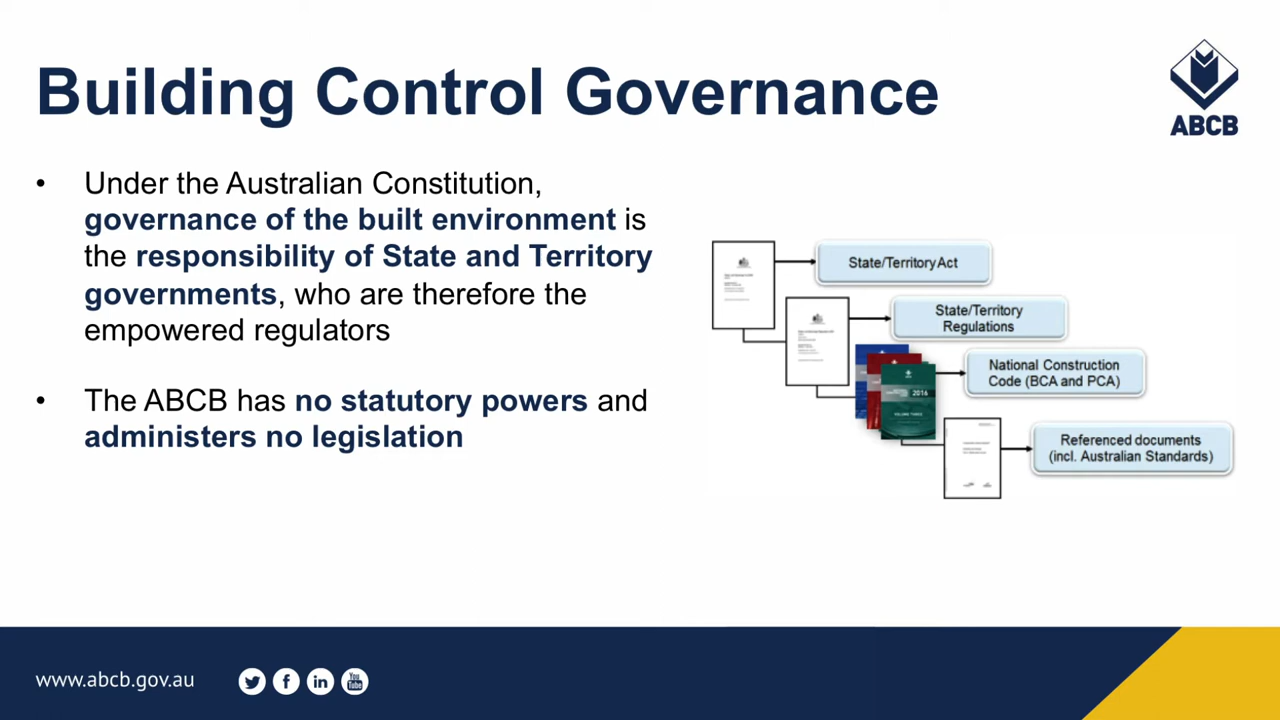 Building Control Governance
ABCB
• Under the Australian Constitution,
governance of the built environment is
the responsibility of State and Territory
governments, who are therefore the
empowered regulators
• The ABCB has no statutory powers and
administers no legislation
State/Territory Act
State/Territory
Regulations
National Construction
Code (BCA and PCA)
2016
VOLUME THREE
Referenced documents
(incl. Australian Standards)
www.abcb.gov.au
You
Tube